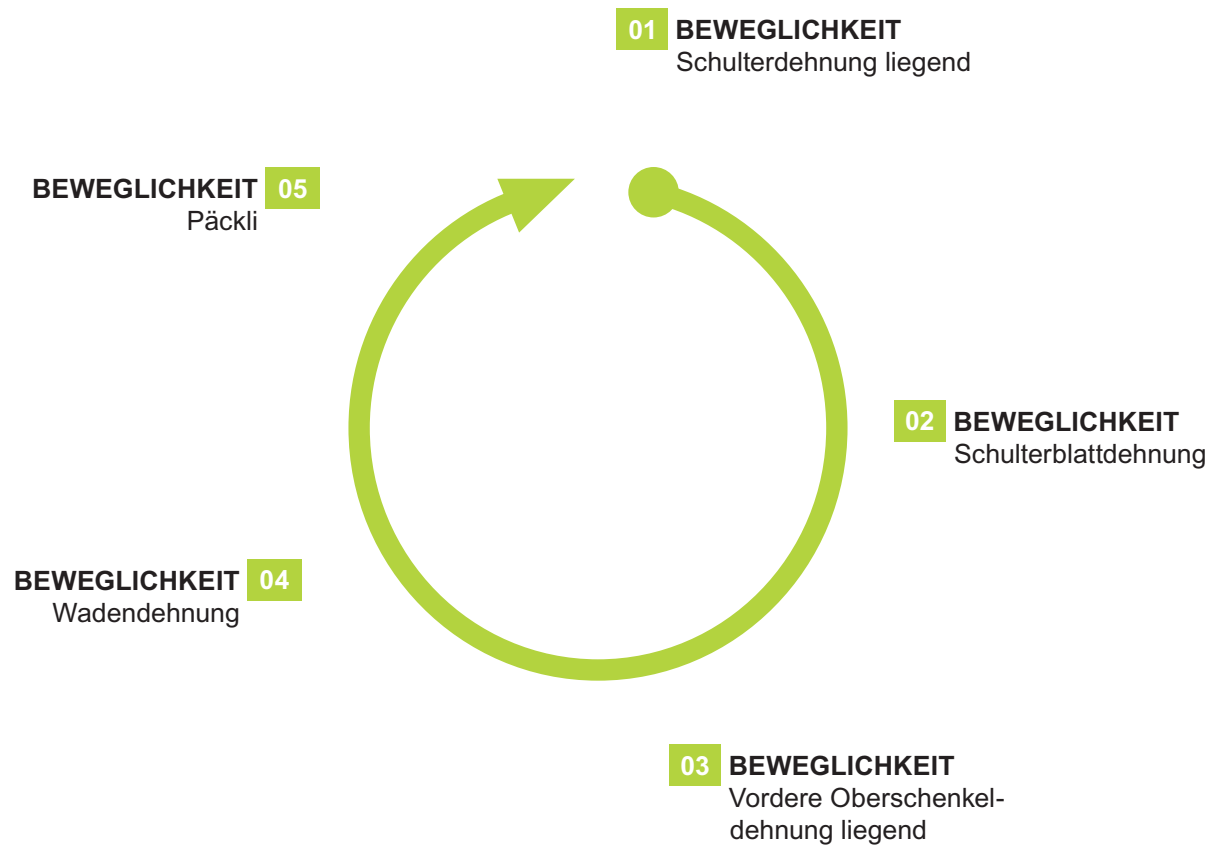 01 BEWEGLICHKEIT
Schulterdehnung liegend
02 BEWEGLICHKEIT
Schulterblattdehnung
03 BEWEGLICHKEIT
Vordere Oberschenkel-
dehnung liegend
BEWEGLICHKEIT 04
Wadendehnung
BEWEGLICHKEIT 05
Päckli